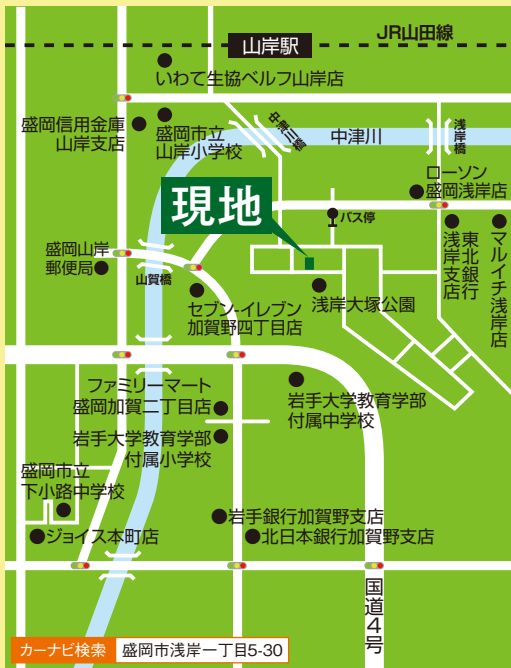 JR山田線
山岸駅
いわて生協ベルフ山岸店
盛岡信用金庫
山岸支店
盛岡市立
山岸小学校
中津川
浅岸橋
ローソン
盛岡浅岸店
現地
バス停
東北銀行
浅岸支店
マルイチ浅岸店
盛岡山岸
郵便局
山賀橋
セブン-イレブン
加賀野四丁目店
浅岸大塚公園
ファミリーマート
盛岡加賀二丁目店
岩手大学教育学部
付属中学校
岩手大学教育学部
付属小学校
盛岡市立
下小路中学校
岩手銀行加賀野支店
ジョイス本町店
北日本銀行加賀野支店
国道4号
カーナビ検索 盛岡市浅岸一丁目5-30